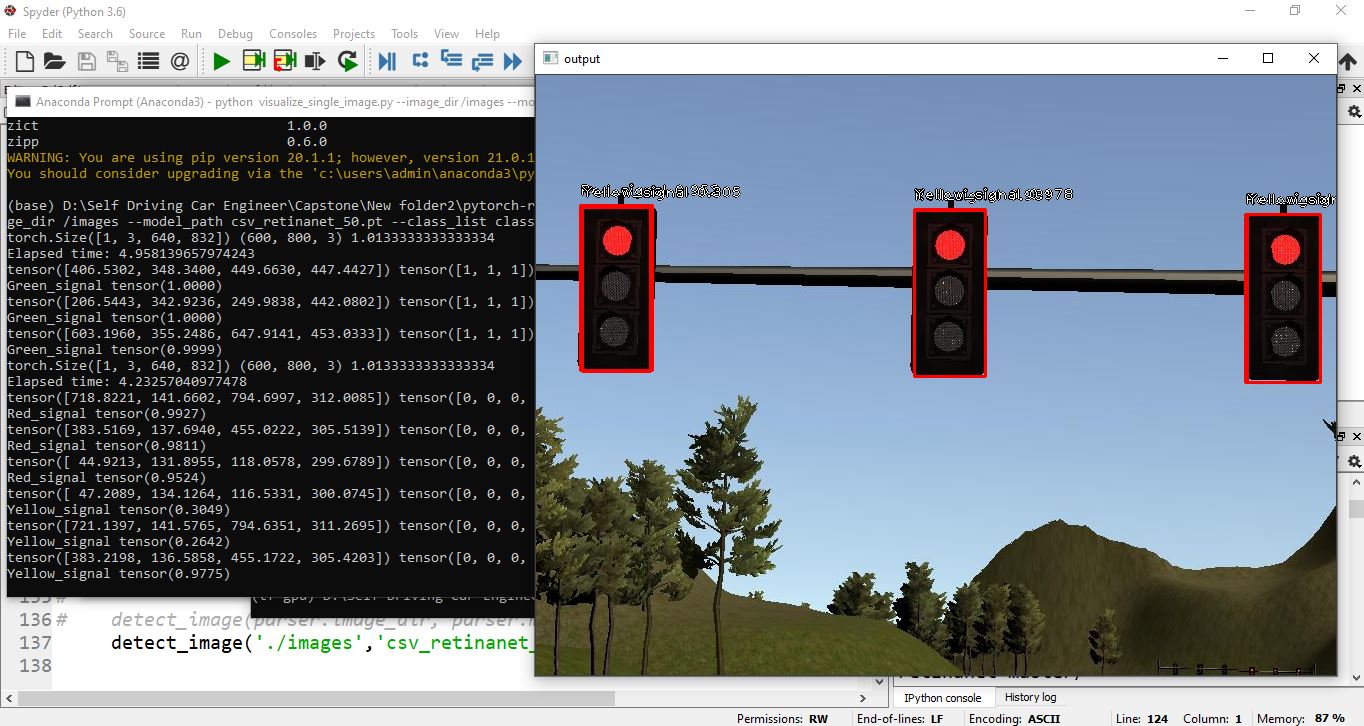 Spyder (Python 3.6)
File Edit Search Source Run Debug Consoles Projects Tools View Help
output
Anaconda Prompt (Anaconda3) - python visualize_single_image.py --image_dir /images --mo
zict 1.0.0
zipp 0.6.0
WARNING: You are using pip version 20.1.1; however, version 21.0.1
You should consider upgrading via the 'c:\users\admin\anaconda3\py
(base) D:\Self Driving Car Engineer\Capstone\New folder2\pytorch-r
ge_dir /images --model_path csv_retinanet_50.pt --class_list class
torch.Size([1, 3, 640, 832]) (600, 800, 3) 1.0133333333333334
Elapsed time: 4.958139657974243
tensor([406.5302, 348.3400, 449.6630, 447.4427]) tensor([1, 1, 1])
Green_signal tensor(1.0000)
tensor([206.5443, 342.9236, 249.9838, 442.0802]) tensor([1, 1, 1])
Green_signal tensor(1.0000)
tensor([603.1960, 355.2486, 647.9141, 453.0333]) tensor([1, 1, 1])
Green_signal tensor(0.9999)
torch.Size([1, 3, 640, 832]) (600, 800, 3) 1.0133333333333334
Elapsed time: 4.23257040977478
tensor([718.8221, 141.6602, 794.6997, 312.0085]) tensor([0, 0, 0,
Red_signal tensor(0.9927)
tensor([383.5169, 137.6940, 455.0222, 305.5139]) tensor([0, 0, 0,
Red_signal tensor(0.9811)
tensor([ 44.9213, 131.8955, 118.0578, 299.6789]) tensor([0, 0, 0,
Red_signal tensor(0.9524)
tensor([ 47.2089, 134.1264, 116.5331, 300.0745]) tensor([0, 0, 0,
Yellow_signal tensor(0.3049)
tensor([721.1397, 141.5765, 794.6351, 311.2695]) tensor([0, 0, 0,
Yellow_signal tensor(0.2642)
tensor([383.2198, 136.5858, 455.1722, 305.4203]) tensor([0, 0, 0,
Yellow_signal tensor(0.9775)
136 # detect_image(parser.image_dir, parser.m
137 detect_image('./images','csv_retinanet_
138
IPython console History log
Permissions: RW End-of-lines: LF Encoding: ASCII Line: 124 Column: 1 Memory: 87 %